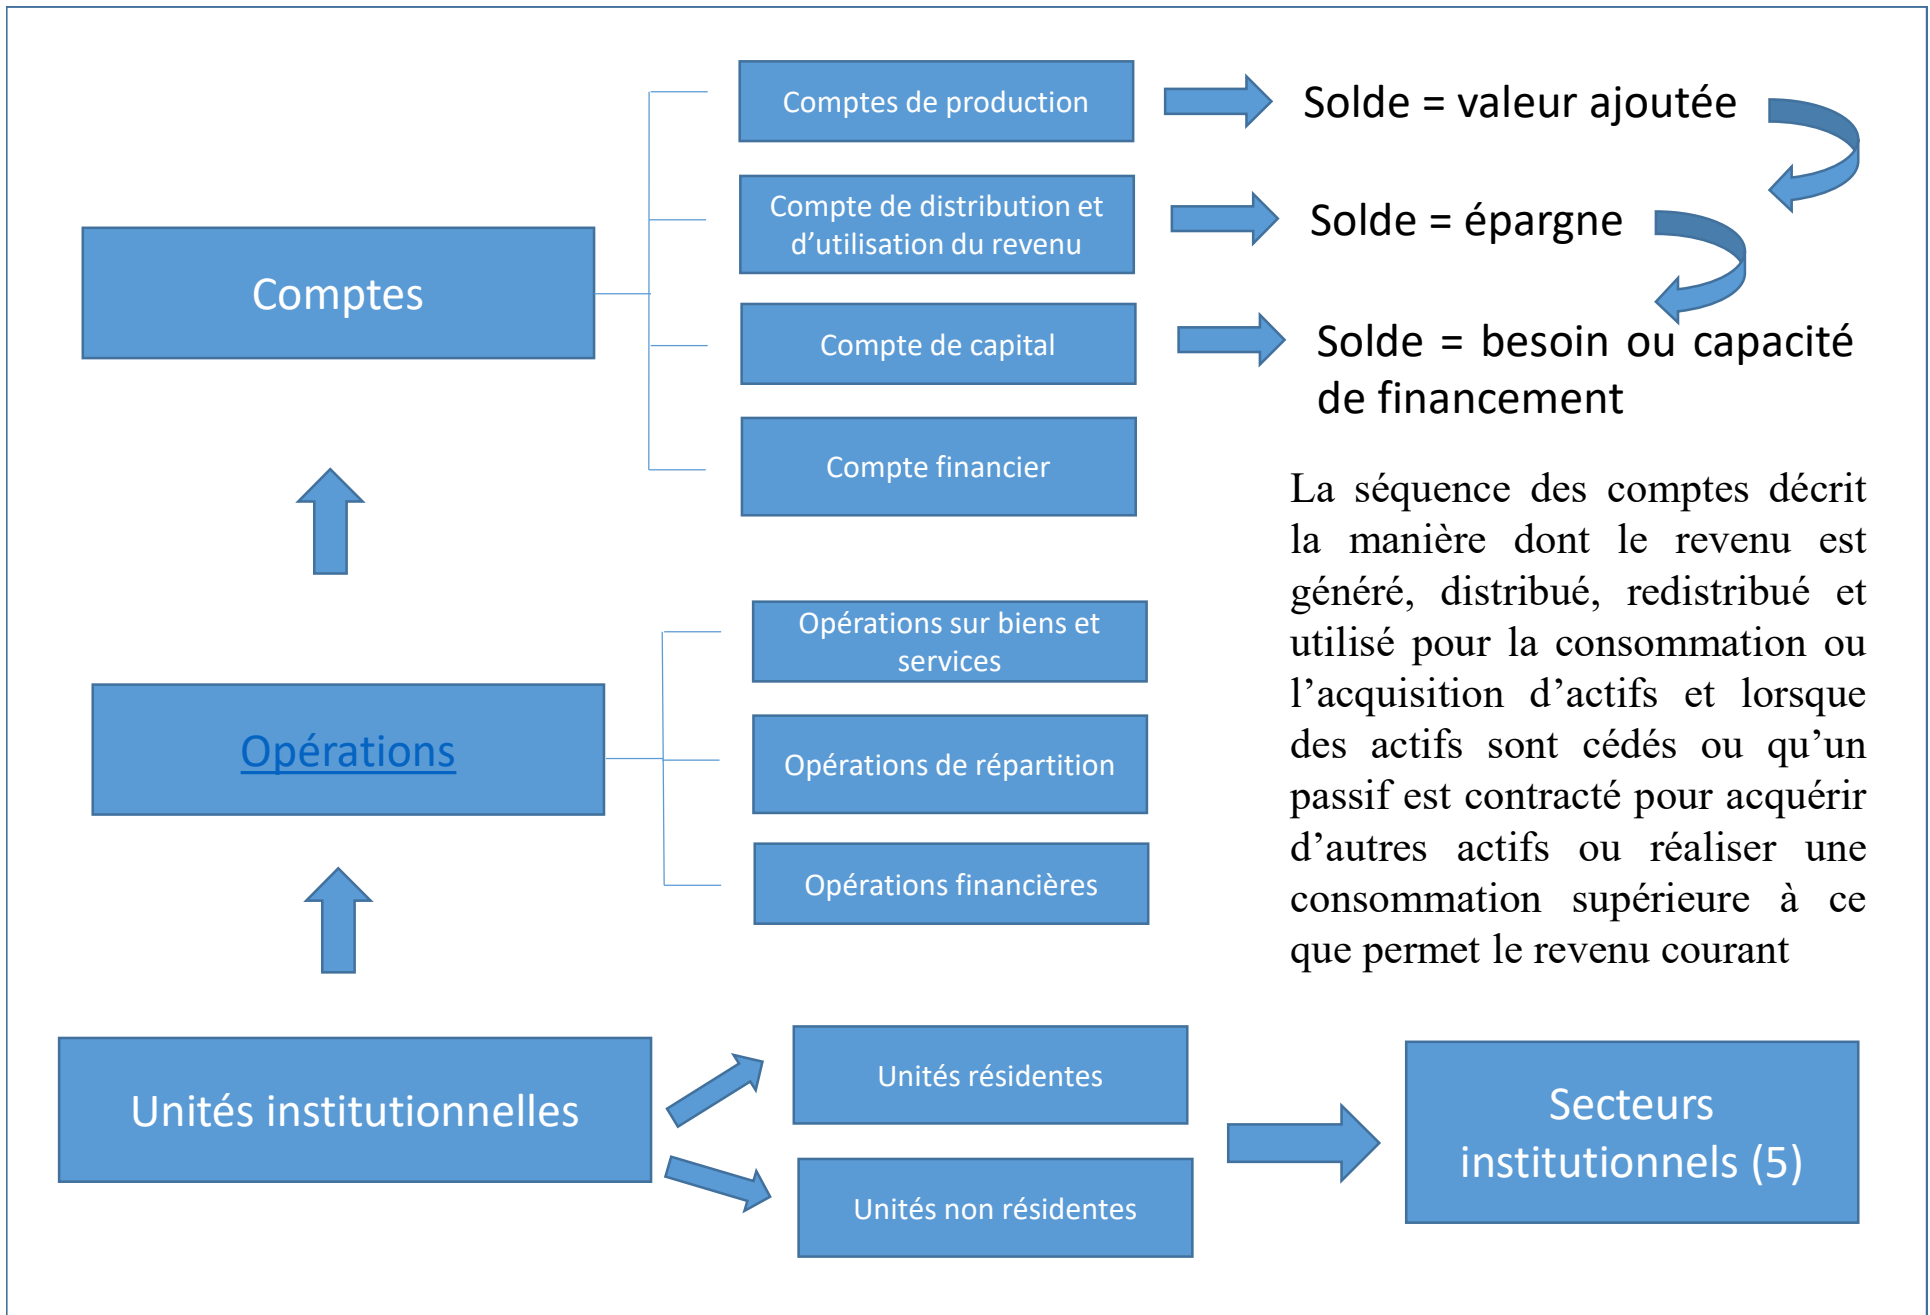 Comptes de production
Solde = valeur ajoutée
Compte de distribution et
d’utilisation du revenu
Solde = épargne
Comptes
Compte de capital
Solde = besoin ou capacité
de financement
Compte financier
La séquence des comptes décrit
la manière dont le revenu est
généré, distribué, redistribué et
utilisé pour la consommation ou
l’acquisition d’actifs et lorsque
des actifs sont cédés ou qu’un
passif est contracté pour acquérir
d’autres actifs ou réaliser une
consommation supérieure à ce
que permet le revenu courant
Opérations sur biens et
services
Opérations
Opérations de répartition
Opérations financières
Unités institutionnelles
Unités résidentes
Unités non résidentes
Secteurs
institutionnels (5)